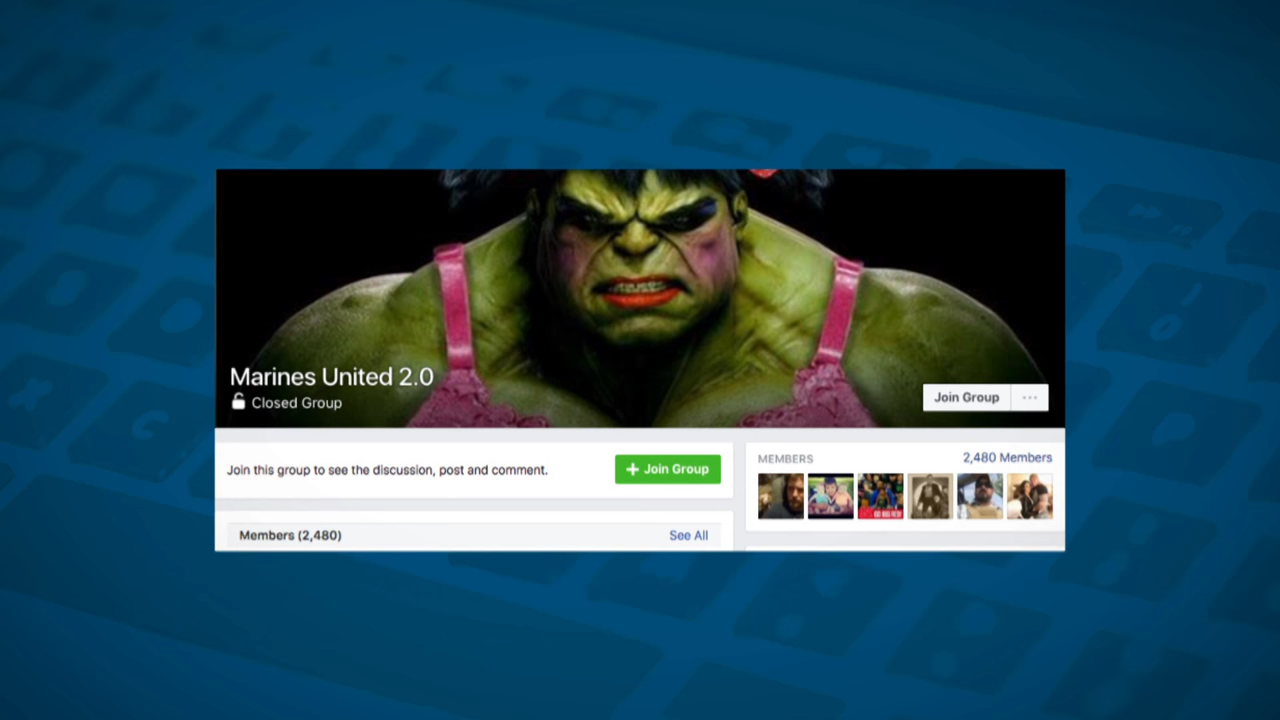 Marines United 2.0
Closed Group
Join Group
Join this group to see the discussion, post and comment.
+ Join Group
MEMBERS
2,480 Members
Members (2,480)
See All